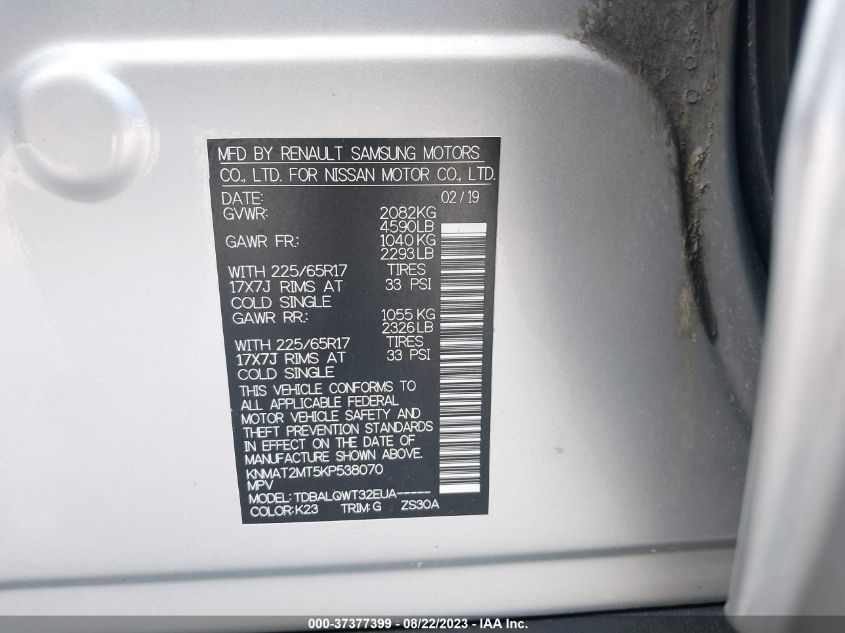 MFD BY RENAULT SAMSUNG MOTORS
CO., LTD. FOR NISSAN MOTOR CO., LTD.
DATE: 02/19
GVWR: 2082KG
4590LB
GAWR FR.: 1040KG
2293LB
WITH 225/65R17 TIRES
17X7J RIMS AT 33 PSI
COLD SINGLE
GAWR RR.: 1055KG
2326LB
WITH 225/65R17 TIRES
17X7J RIMS AT 33 PSI
COLD SINGLE
THIS VEHICLE CONFORMS TO
ALL APPLICABLE FEDERAL
MOTOR VEHICLE SAFETY AND
THEFT PREVENTION STANDARDS
IN EFFECT ON THE DATE OF
MANUFACTURE SHOWN ABOVE.
KNMAT2MT5KP538070
MPV
MODEL: TDBALQWT32EUA-----
COLOR:K23 TRIM:G ZS30A
000-37377399 - 08/22/2023 - IAA Inc.